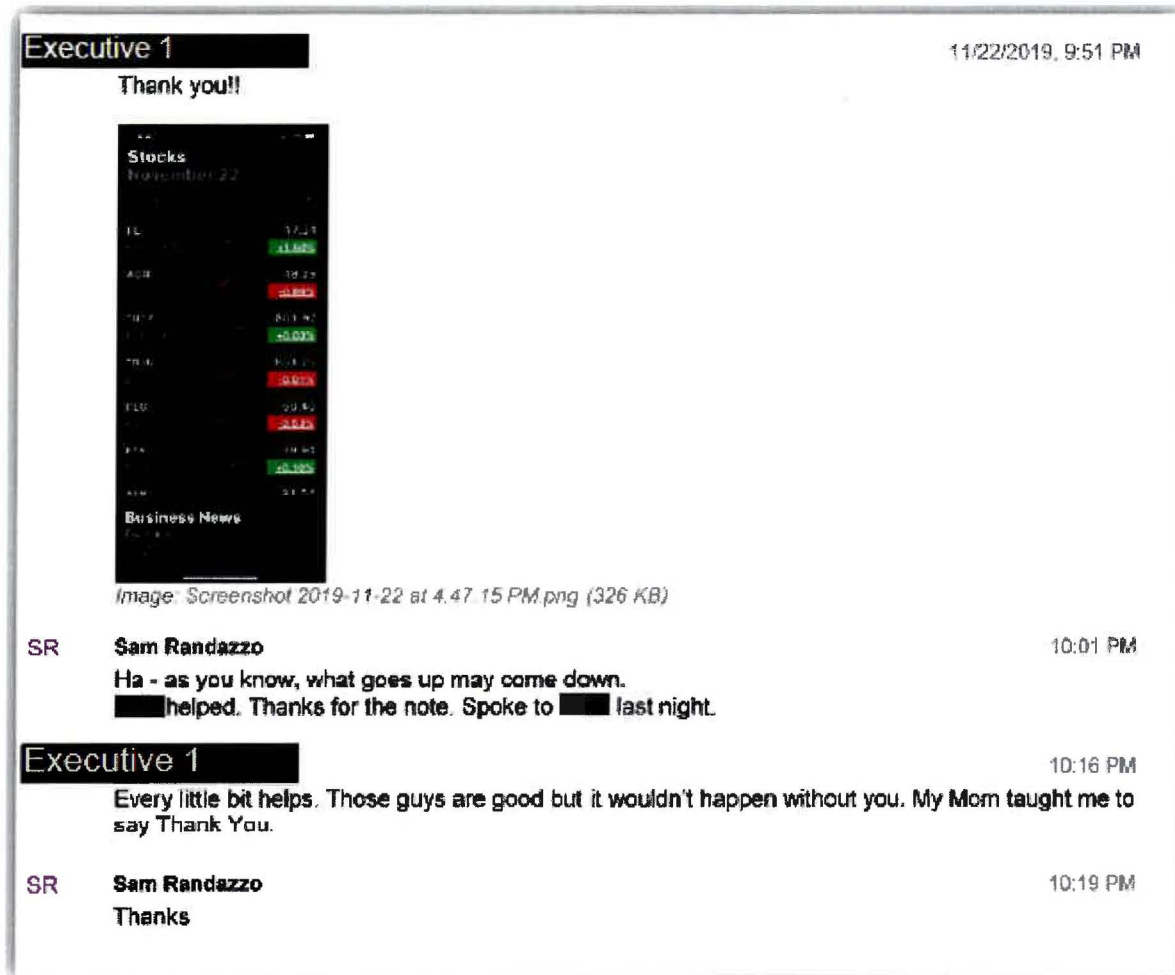 Executive 1
11/22/2019, 9:51 PM
Thank you!!
Stocks
November 22
+0.03%
Business News
Image: Screenshot 2019-11-22 at 4.47.15 PM.png (326 KB)
SR Sam Randazzo 10:01 PM
Ha - as you know, what goes up may come down.
helped. Thanks for the note. Spoke to last night.
Executive 1 10:16 PM
Every little bit helps. Those guys are good but it wouldn't happen without you. My Mom taught me to
say Thank You.
SR Sam Randazzo 10:19 PM
Thanks